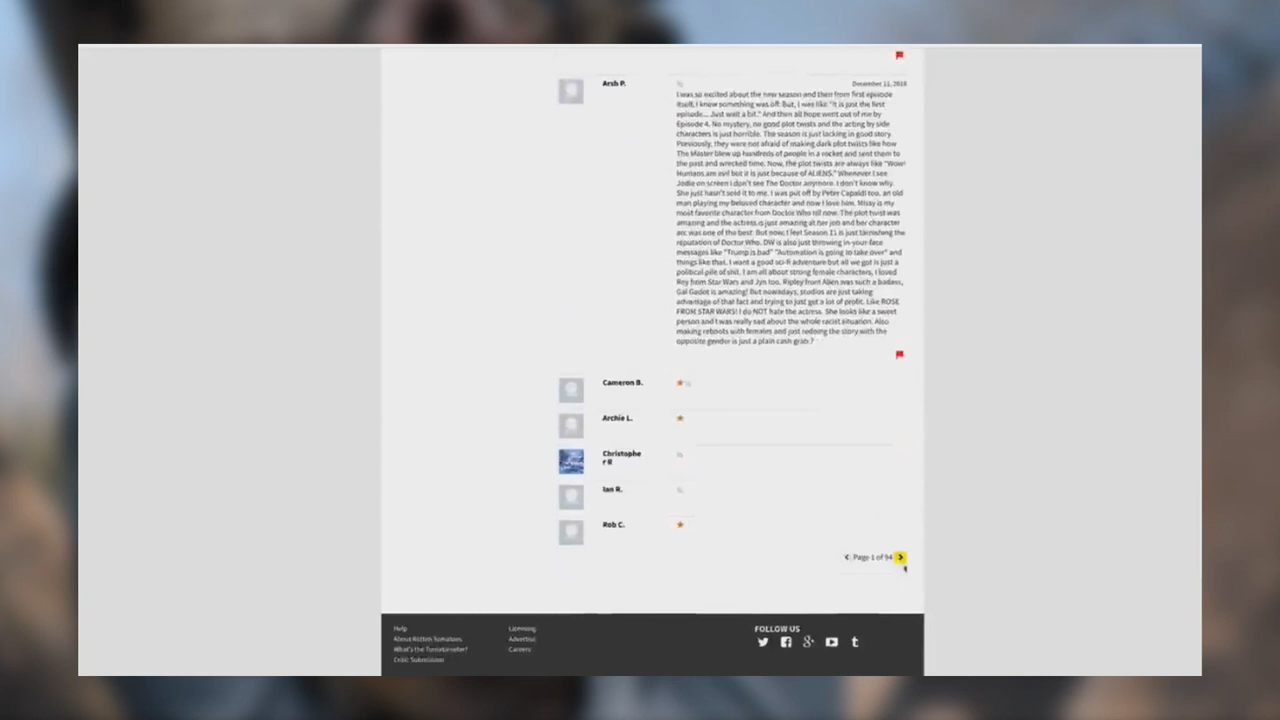 Arsh P.
December 11, 2018
I was so excited about the new season and then from first episode
itself, I knew something was off. But, I was like "It is just the first
episode... Just wait a bit." And then all hope went out of me by
Episode 4. No mystery, no good plot twists and the acting by side
characters is just horrible. The season is just lacking in good story.
Previously, they were not afraid of making dark plot twists like how
The Master blew up hundreds of people in a rocket and sent them to
the past and wrecked time. Now, the plot twists are always like "Wow!
Humans are evil but it is just because of ALIENS." Whenever I see
Jodie on screen I don't see The Doctor anymore. I don't know why.
She just hasn't sold it to me. I was put off by Peter Capaldi too, an old
man playing my beloved character and now I love him. Missy is my
most favorite character from Doctor Who till now. The plot twist was
amazing and the actress is just amazing at her job and her character
arc was one of the best. But now, I feel Season 11 is just tarnishing the
reputation of Doctor Who. DW is also just throwing in-your-face
messages like "Trump is bad" "Automation is going to take over" and
things like that. I want a good sci-fi adventure but all we got is just a
political pile of shit. I am all about strong female characters, I loved
Rey from Star Wars and Jyn too. Ripley from Alien was such a badass,
Gal Gadot is amazing! But nowadays, studios are just taking
advantage of that fact and trying to just get a lot of profit. Like ROSE
FROM STAR WARS! I do NOT hate the actress. She looks like a sweet
person and I was really sad about the whole racist situation. Also
making reboots with females and just redoing the story with the
opposite gender is just a plain cash grab.?
Cameron B.
Archie L.
Christophe
r R
Ian R.
Rob C.
Page 1 of 94
Help
About Rotten Tomatoes
What's the Tomatometer?
Critic Submission
Licensing
Advertise
Careers
FOLLOW US